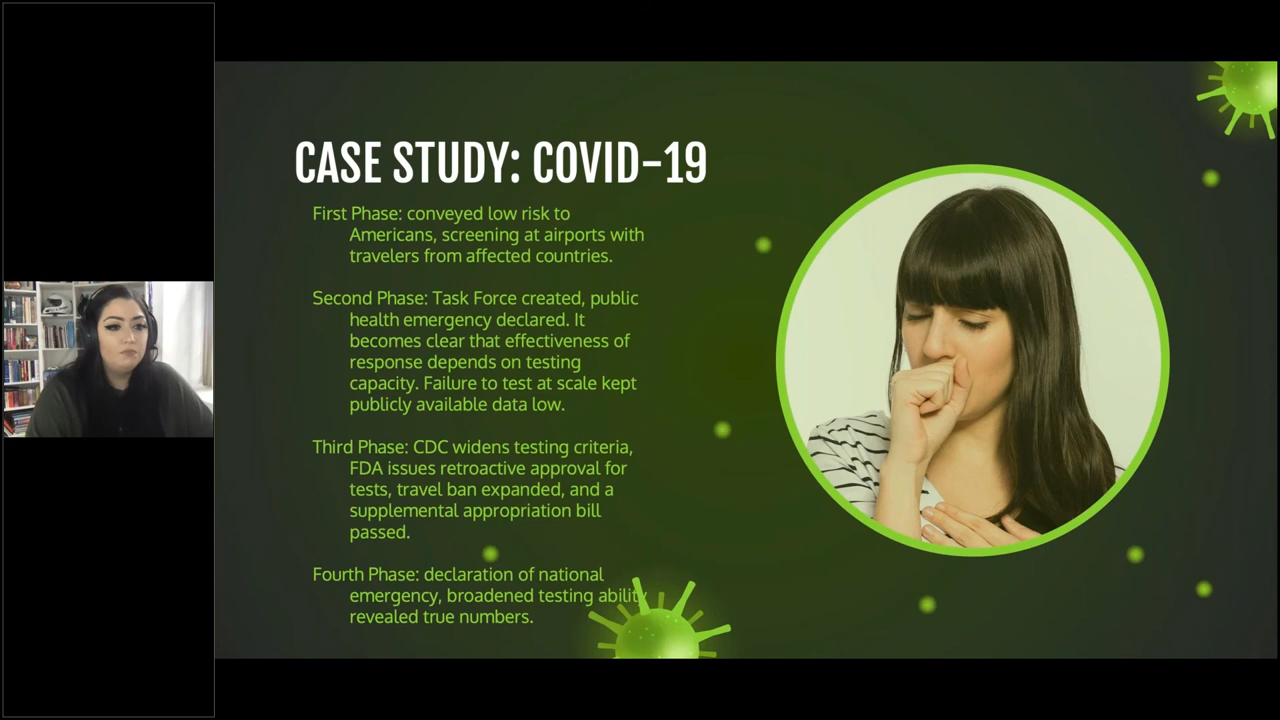 CASE STUDY: COVID-19
First Phase: conveyed low risk to
Americans, screening at airports with
travelers from affected countries.
Second Phase: Task Force created, public
health emergency declared. It
becomes clear that effectiveness of
response depends on testing
capacity. Failure to test at scale kept
publicly available data low.
Third Phase: CDC widens testing criteria,
FDA issues retroactive approval for
tests, travel ban expanded, and a
supplemental appropriation bill
passed.
Fourth Phase: declaration of national
emergency, broadened testing ability
revealed true numbers.